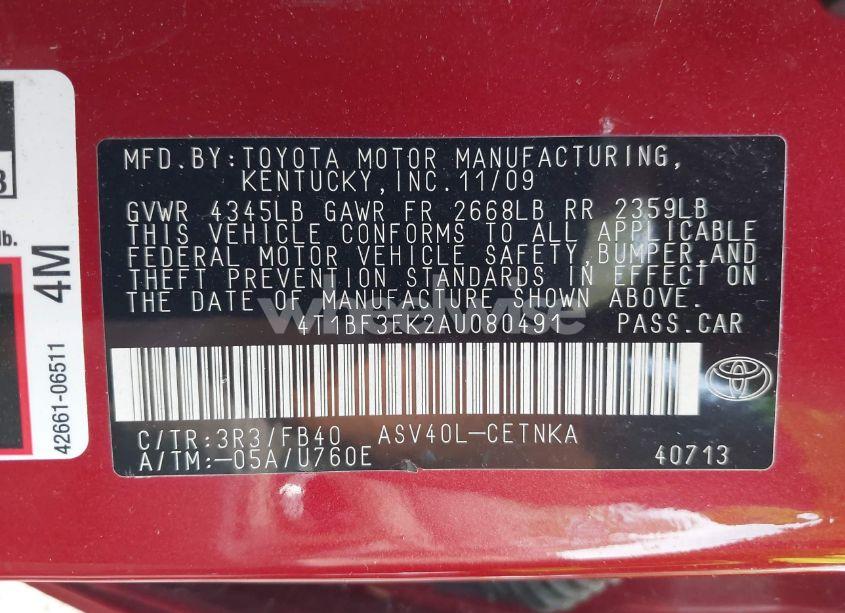 MFD.BY:TOYOTA MOTOR MANUFACTURING,
KENTUCKY,INC.11/09
GVWR 4345LB GAWR FR 2668LB RR 2359LB
THIS VEHICLE CONFORMS TO ALL APPLICABLE
FEDERAL MOTOR VEHICLE SAFETY,BUMPER,AND
THEFT PREVENTION STANDARDS IN EFFECT ON
THE DATE OF MANUFACTURE SHOWN ABOVE.
wheelwise
4T1BF3EK2AU080491 PASS.CAR
C/TR:3R3/FB40 ASV40L-CETNKA
A/TM:-05A/U760E 40713
lb.
4M
42661-06511